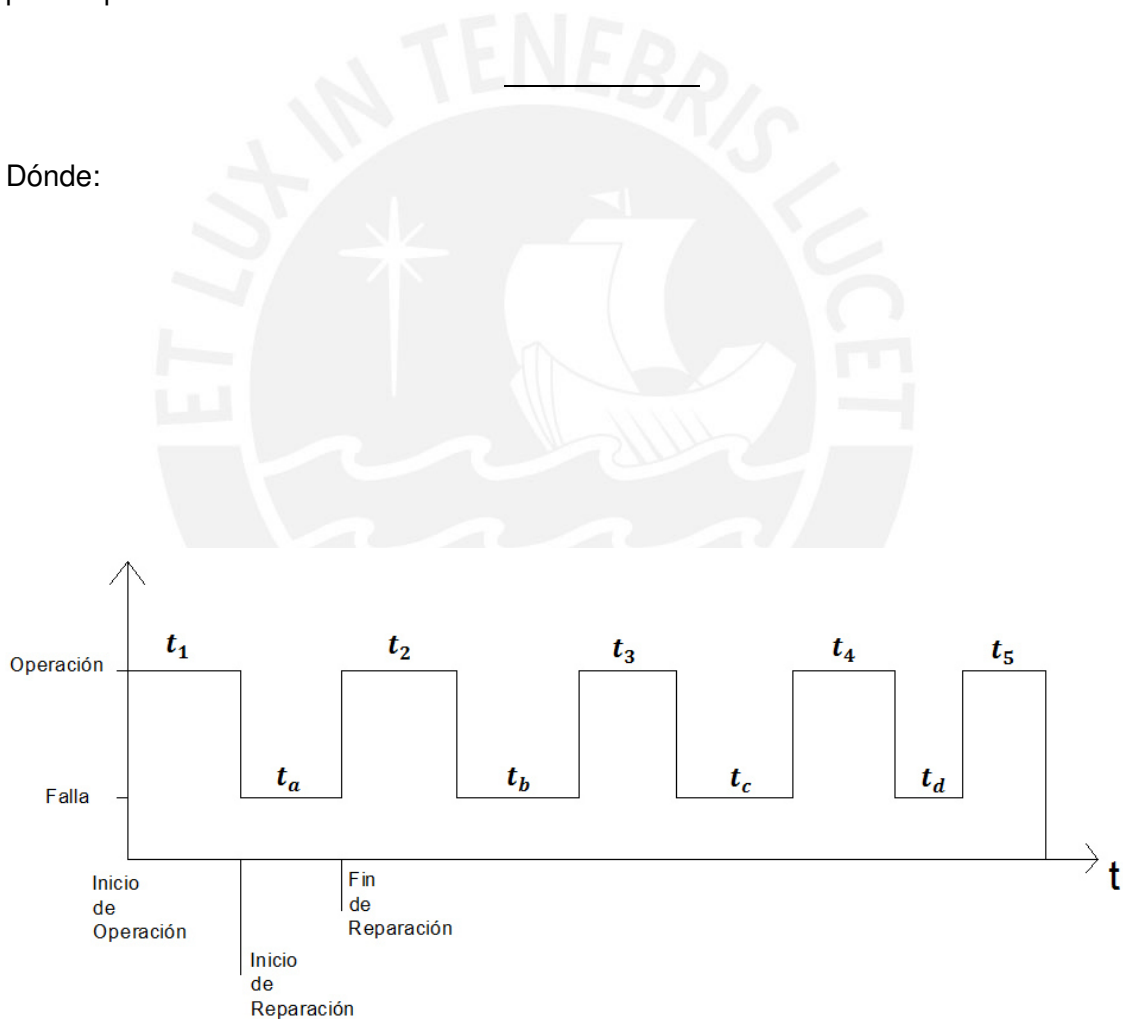 ET LUX IN TENEBRIS LUCET
Dónde:
t₁
t₂
t₃
t₄
t₅
Operación
tₐ
t_b
t_c
t_d
Falla
t
Inicio
de
Operación
Fin
de
Reparación
Inicio
de
Reparación